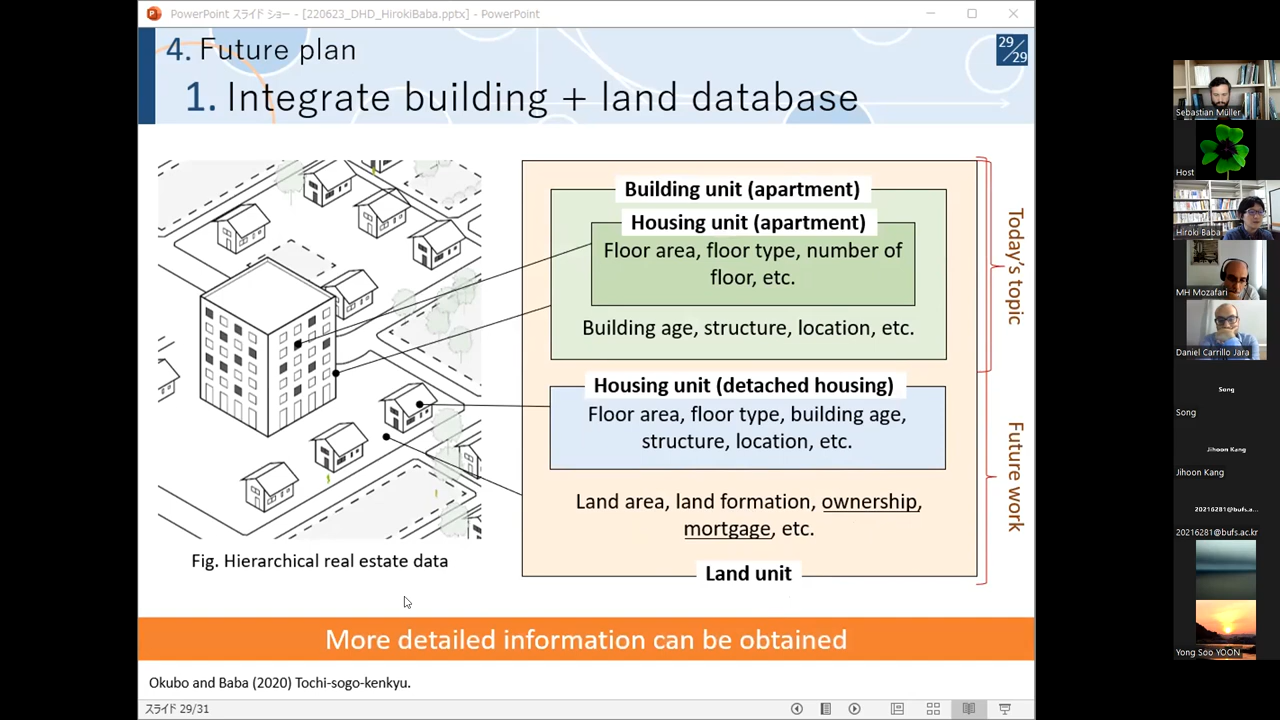 PowerPoint スライド ショー - [220623_DHD_HirokiBaba.pptx] - PowerPoint
4. Future plan
29/29
1. Integrate building + land database
Building unit (apartment)
Housing unit (apartment)
Floor area, floor type, number of
floor, etc.
Building age, structure, location, etc.
Today's topic
Housing unit (detached housing)
Floor area, floor type, building age,
structure, location, etc.
Land area, land formation, ownership,
mortgage, etc.
Land unit
Future work
Fig. Hierarchical real estate data
More detailed information can be obtained
Okubo and Baba (2020) Tochi-sogo-kenkyu.
スライド 29/31
Sebastian Müller
Host
Hiroki Baba
MH Mozafari
Daniel Carrillo Jara
Song
Song
Jihoon Kang
Jihoon Kang
20216281@bufs.a...
20216281@bufs.ac.kr
Yong Soo YOON